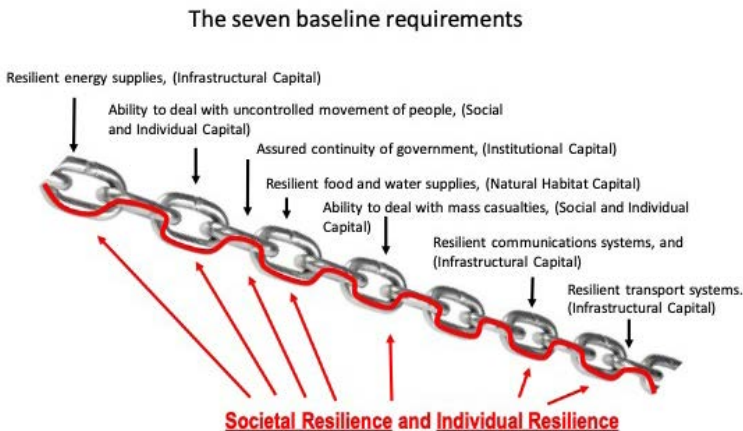 The seven baseline requirements
Resilient energy supplies, (Infrastructural Capital)
Ability to deal with uncontrolled movement of people, (Social
and Individual Capital)
Assured continuity of government, (Institutional Capital)
Resilient food and water supplies, (Natural Habitat Capital)
Ability to deal with mass casualties, (Social and Individual
Capital)
Resilient communications systems, and
(Infrastructural Capital)
Resilient transport systems.
(Infrastructural Capital)
Societal Resilience and Individual Resilience